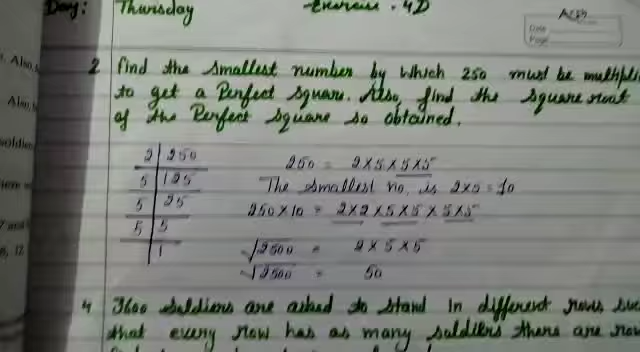 Day: Thursday Exercise . 4D
Date
Page
2 Find the smallest number by which 250 must be
to get a Perfect Square. Also, find the square root
of the Perfect square so obtained.
2 | 250
5 | 125
5 | 25
5 | 5
1
250 = 2×5×5×5
The smallest no. is 2×5=10
250×10 = 2×2×5×5×5×5
√2500 = 2×5×5
√2500 = 50
4 3600 soldiers are asked to stand in different rows
that every row has as many soldiers there are